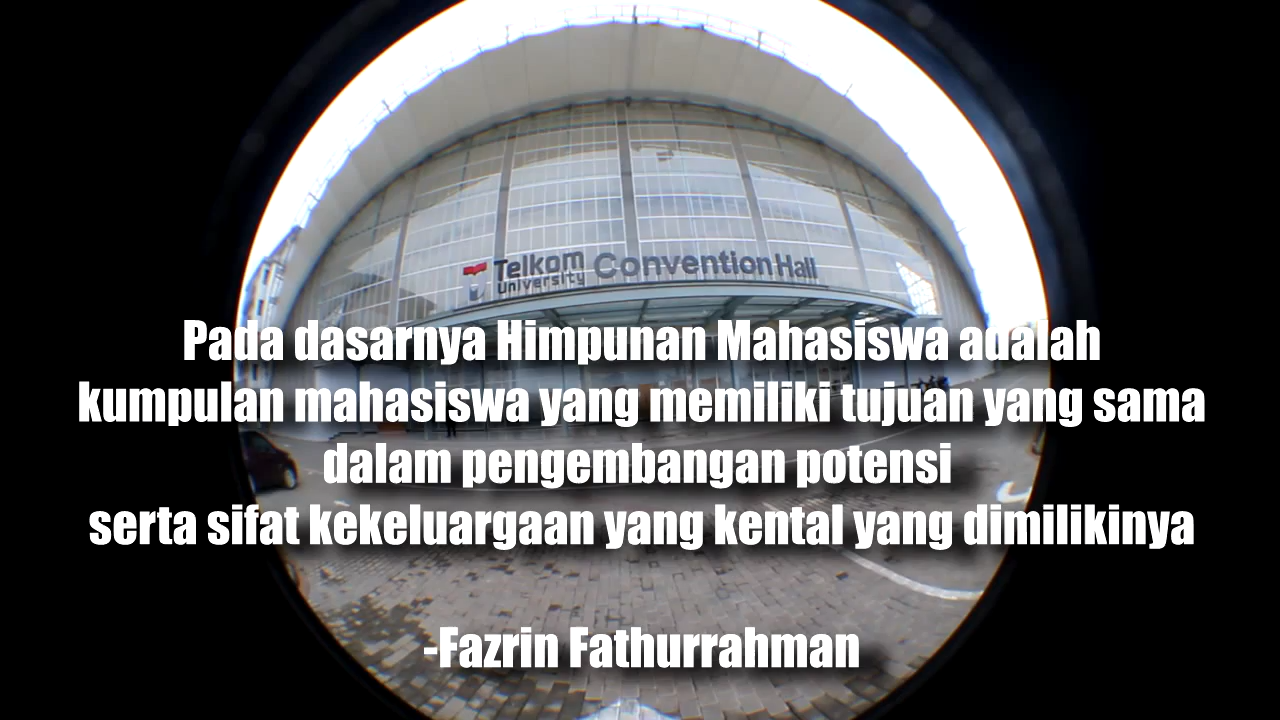 Telkom University Convention Hall
Pada dasarnya Himpunan Mahasiswa adalah
kumpulan mahasiswa yang memiliki tujuan yang sama
dalam pengembangan potensi
serta sifat kekeluargaan yang kental yang dimilikinya
-Fazrin Fathurrahman